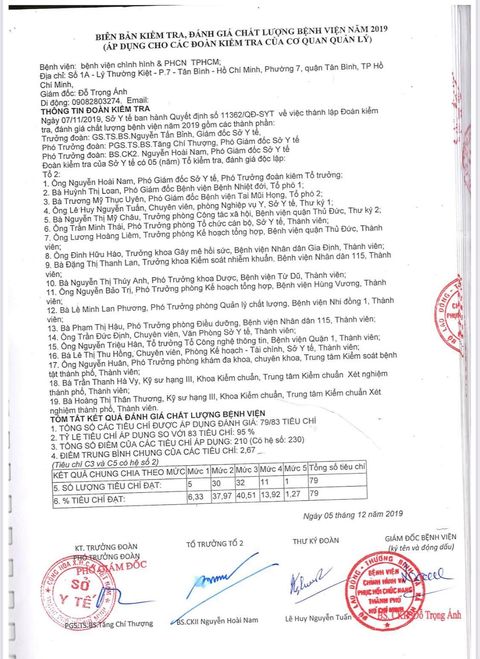 BIÊN BẢN KIỂM TRA, ĐÁNH GIÁ CHẤT LƯỢNG BỆNH VIỆN NĂM 2019
(ÁP DỤNG CHO CÁC ĐOÀN KIỂM TRA CỦA CƠ QUAN QUẢN LÝ)
Bệnh viện: bệnh viện chỉnh hình & PHCN TPHCM;
Địa chỉ: Số 1A - Lý Thường Kiệt - P.7 - Tân Bình - Hồ Chí Minh, Phường 7, quận Tân Bình, TP Hồ
Chí Minh,
Giám đốc: Đỗ Trọng Ánh
Di động: 09082803274. Email:
THÔNG TIN ĐOÀN KIỂM TRA
Ngày 07/11/2019, Sở Y tế ban hành Quyết định số 11362/QĐ-SYT về việc thành lập Đoàn kiểm
tra, đánh giá chất lượng bệnh viện năm 2019 gồm các thành phần:
Trưởng đoàn: GS.TS.BS.Nguyễn Tấn Bỉnh, Giám đốc Sở Y tế,
Phó Trưởng đoàn: PGS.TS.BS.Tăng Chí Thượng, Phó Giám đốc Sở Y tế
Phó Trưởng đoàn: BS.CK2. Nguyễn Hoài Nam, Phó Giám đốc Sở Y tế
Đoàn kiểm tra của Sở Y tế có 05 (năm) Tổ kiểm tra, đánh giá độc lập:
Tổ 2:
1. Ông Nguyễn Hoài Nam, Phó Giám đốc Sở Y tế, Phó Trưởng đoàn kiêm Tổ trưởng:
2. Bà Huỳnh Thị Loan, Phó Giám đốc Bệnh viện Bệnh Nhiệt đới, Tổ phó 1;
3. Bà Trương Mỹ Thục Uyên, Phó Giám đốc Bệnh viện Tai Mũi Họng, Tổ phó 2;
4. Ông Lê Huy Nguyễn Tuấn, Chuyên viên, phòng Nghiệp vụ Y, Sở Y tế, Thư ký 1;
5. Bà Nguyễn Thị Mỹ Châu, Trưởng phòng Công tác xã hội, Bệnh viện quận Thủ Đức, Thư ký 2;
6. Ông Trần Minh Thái, Phó Trưởng phòng Tổ chức cán bộ, Sở Y tế, Thành viên;
7. Ông Lương Hoàng Liêm, Trưởng phòng Kế hoạch tổng hợp, Bệnh viện quận Thủ Đức, Thành
viên;
8. Ông Đinh Hữu Hào, Trưởng khoa Gây mê hồi sức, Bệnh viện Nhân dân Gia Định, Thành viên;
9. Bà Đặng Thị Thanh Lan, Trưởng khoa Kiểm soát nhiễm khuẩn, Bệnh viện Nhân dân 115, Thành
viên;
10. Bà Nguyễn Thị Thúy Anh, Phó Trưởng khoa Dược, Bệnh viện Từ Dũ, Thành viên;
11. Ông Nguyễn Bảo Trị, Phó Trưởng phòng Kế hoạch tổng hợp, Bệnh viện Hùng Vương, Thành
viên;
12. Bà Lê Minh Lan Phương, Phó Trưởng phòng Quản lý chất lượng, Bệnh viện Nhi đồng 1, Thành
viên;
13. Bà Phạm Thị Hậu, Phó Trưởng phòng Điều dưỡng, Bệnh viện Nhân dân 115, Thành viên;
14. Ông Trần Đức Định, Chuyên viên, Văn Phòng Sở Y tế, Thành viên;
15. Ông Nguyễn Triệu Hân, Tổ trưởng Tổ Công nghệ thông tin, Bệnh viện Quận 1, Thành viên;
16. Bà Lê Thị Thu Hồng, Chuyên viên, Phòng Kế hoạch - Tài chính, Sở Y tế, Thành viên;
17. Ông Nguyễn Huân, Phó Trưởng phòng khám đa khoa, chuyên khoa, Trung tâm Kiểm soát bệnh
tật thành phố, Thành viên;
18. Bà Trần Thanh Hà Vy, Kỹ sư hạng III, Khoa Kiểm chuẩn, Trung tâm Kiểm chuẩn Xét nghiệm
thành phố, Thành viên;
19. Bà Hoàng Thị Thân Thương, Kỹ sư hạng III, Khoa Kiểm chuẩn, Trung tâm Kiểm chuẩn Xét
nghiệm thành phố, Thành viên.
TÓM TẮT KẾT QUẢ ĐÁNH GIÁ CHẤT LƯỢNG BỆNH VIỆN
1. TỔNG SỐ CÁC TIÊU CHÍ ĐƯỢC ÁP DỤNG ĐÁNH GIÁ: 79/83 TIÊU CHÍ
2. TỶ LỆ TIÊU CHÍ ÁP DỤNG SO VỚI 83 TIÊU CHÍ: 95 %
3. TỔNG SỐ ĐIỂM CỦA CÁC TIÊU CHÍ ÁP DỤNG: 210 (Có hệ số: 230)
4. ĐIỂM TRUNG BÌNH CHUNG CỦA CÁC TIÊU CHÍ: 2,67
(Tiêu chí C3 và C5 có hệ số 2)
KẾT QUẢ CHUNG CHIA THEO MỨC Mức 1 Mức 2 Mức 3 Mức 4 Mức 5 Tổng số tiêu chí
5. SỐ LƯỢNG TIÊU CHÍ ĐẠT: 5 30 32 11 1 79
6. % TIÊU CHÍ ĐẠT: 6,33 37,97 40,51 13,92 1,27 79
Ngày 05 tháng 12 năm 2019
KT. TRƯỞNG ĐOÀN TỔ TRƯỞNG TỔ 2 THƯ KÝ ĐOÀN GIÁM ĐỐC BỆNH VIỆN
PHÓ TRƯỞNG ĐOÀN (ký tên và đóng dấu)
PHÓ GIÁM ĐỐC
SỞ
Y TẾ
BỆNH VIỆN
CHỈNH HÌNH VÀ
PHỤC HỒI CHỨC NĂNG
THÀNH PHỐ
HỒ CHÍ MINH
PGS.TS.BS.Tăng Chí Thượng BS.CKII Nguyễn Hoài Nam Lê Huy Nguyễn Tuấn BS. CKII Đỗ Trọng Ánh